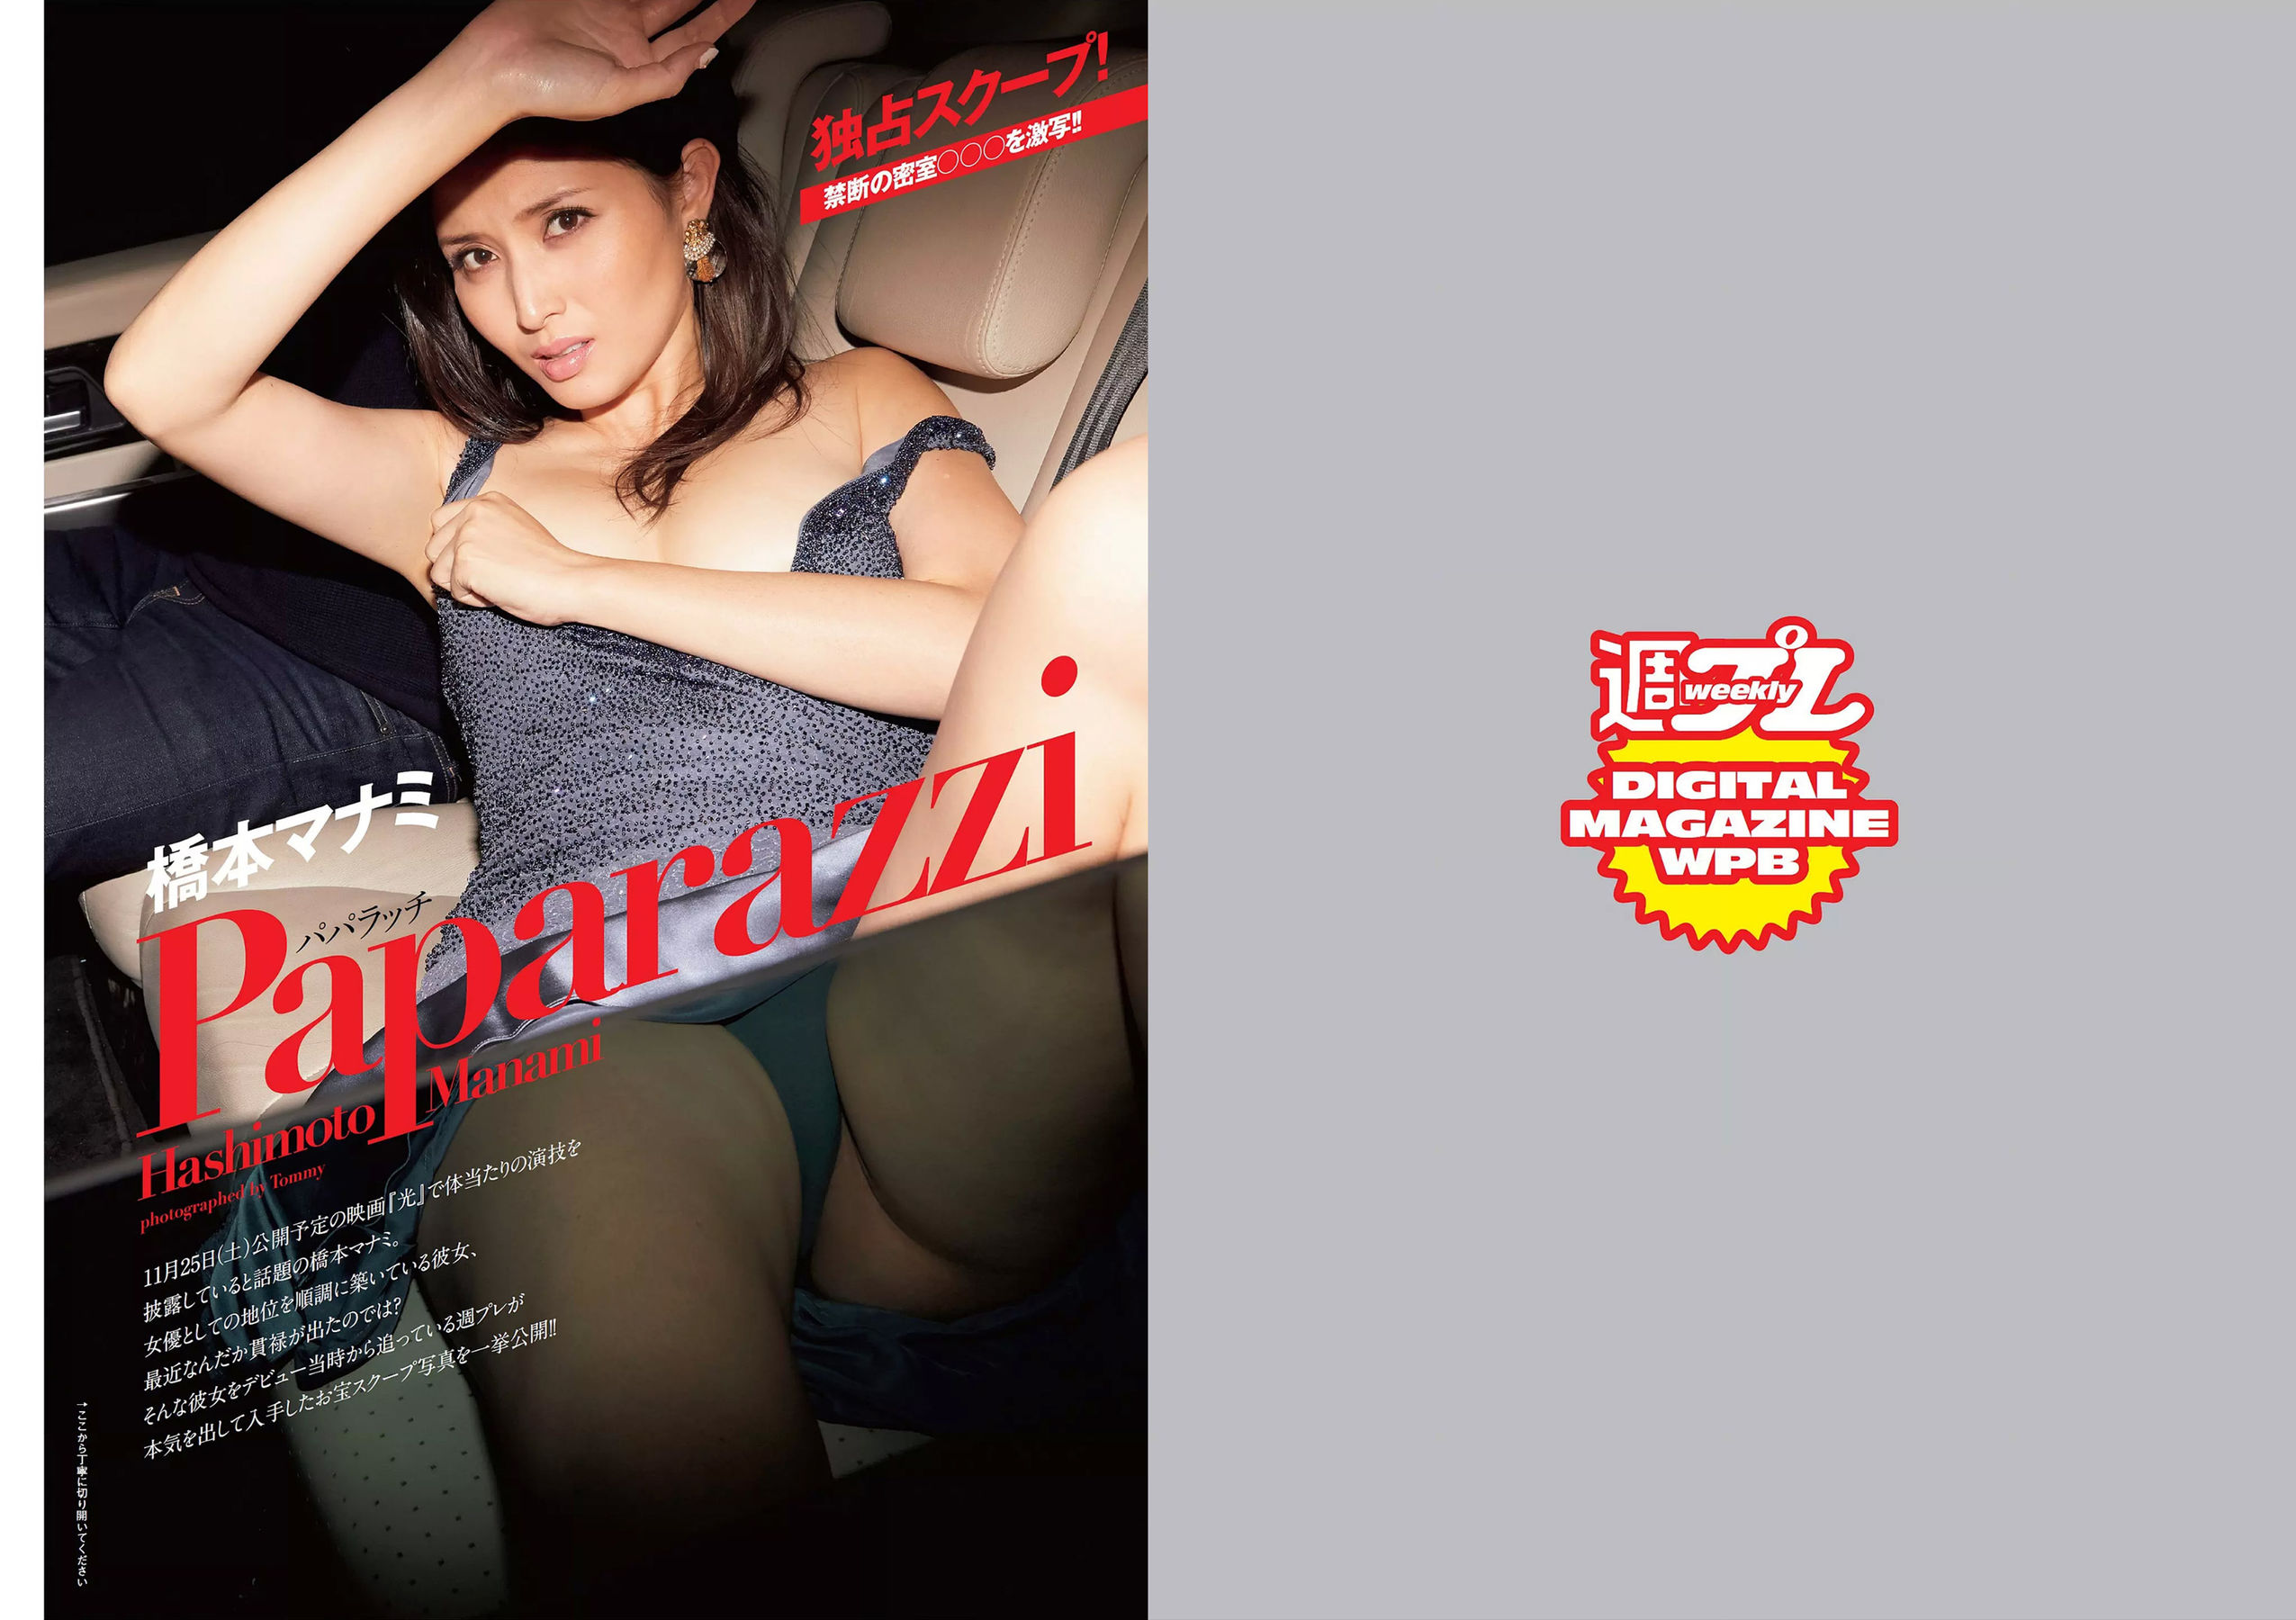 独占スクープ!
禁断の密室○○○を激写!!
橋本マナミ
パパラッチ
Paparazzi
Hashimoto Manami
photographed by Tommy
11月25日(土)公開予定の映画『光』で体当たりの演技を
披露していると話題の橋本マナミ。
女優としての地位を順調に築いている彼女、
最近なんだか貫禄が出たのでは?
そんな彼女をデビュー当時から追っている週プレが
本気を出して入手したお宝スクープ写真を一挙公開!!
→ここから丁寧に切り開いてください
週プレ
weekly
DIGITAL
MAGAZINE
WPB